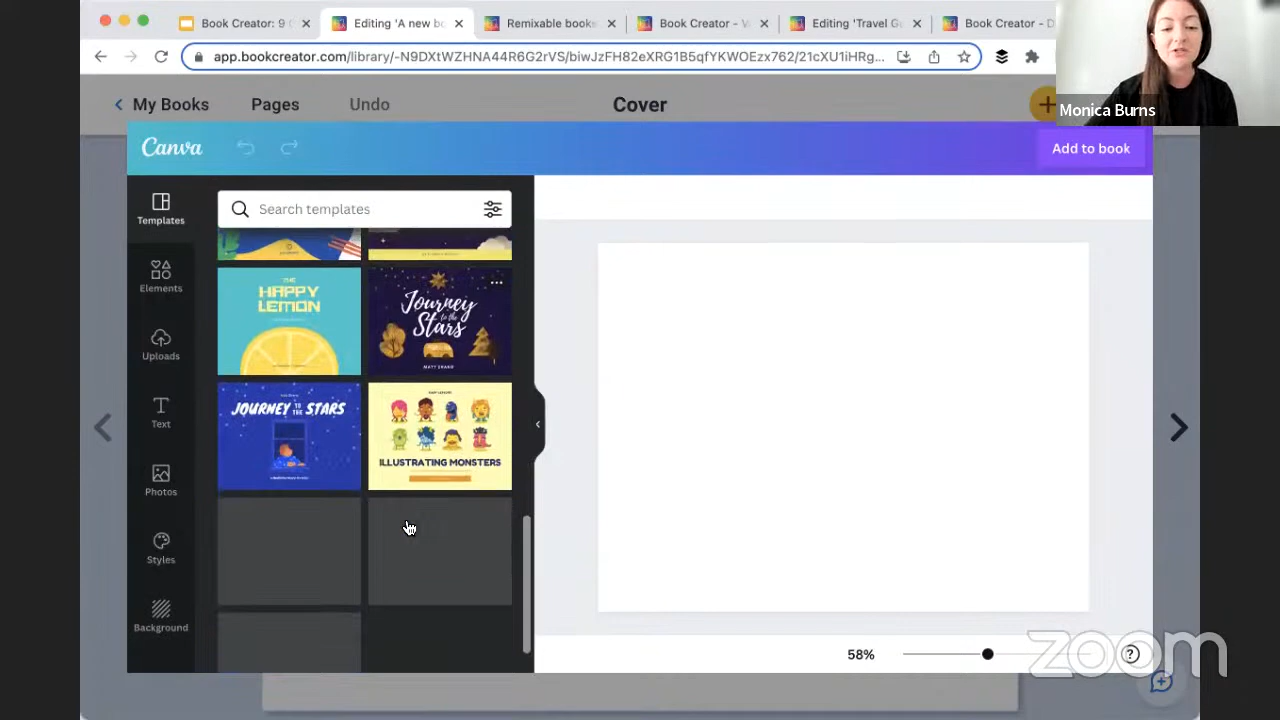 Book Creator: 9
Editing 'A new bo
Remixable books
Book Creator - V
Editing 'Travel G
Book Creator - D
app.bookcreator.com/library/-N9DXtWZHNA44R6G2rVS/biwJzFH82eXRG1B5qfYKWOEzx762/21cXU1iHRg...
My Books
Pages
Undo
Cover
Monica Burns
Canva
Add to book
Templates
Search templates
Elements
Uploads
Text
Photos
Styles
Background
THE
HAPPY
LEMON
Journey
to the
Stars
JOURNEY TO THE STARS
ILLUSTRATING MONSTERS
58%
?
zoom